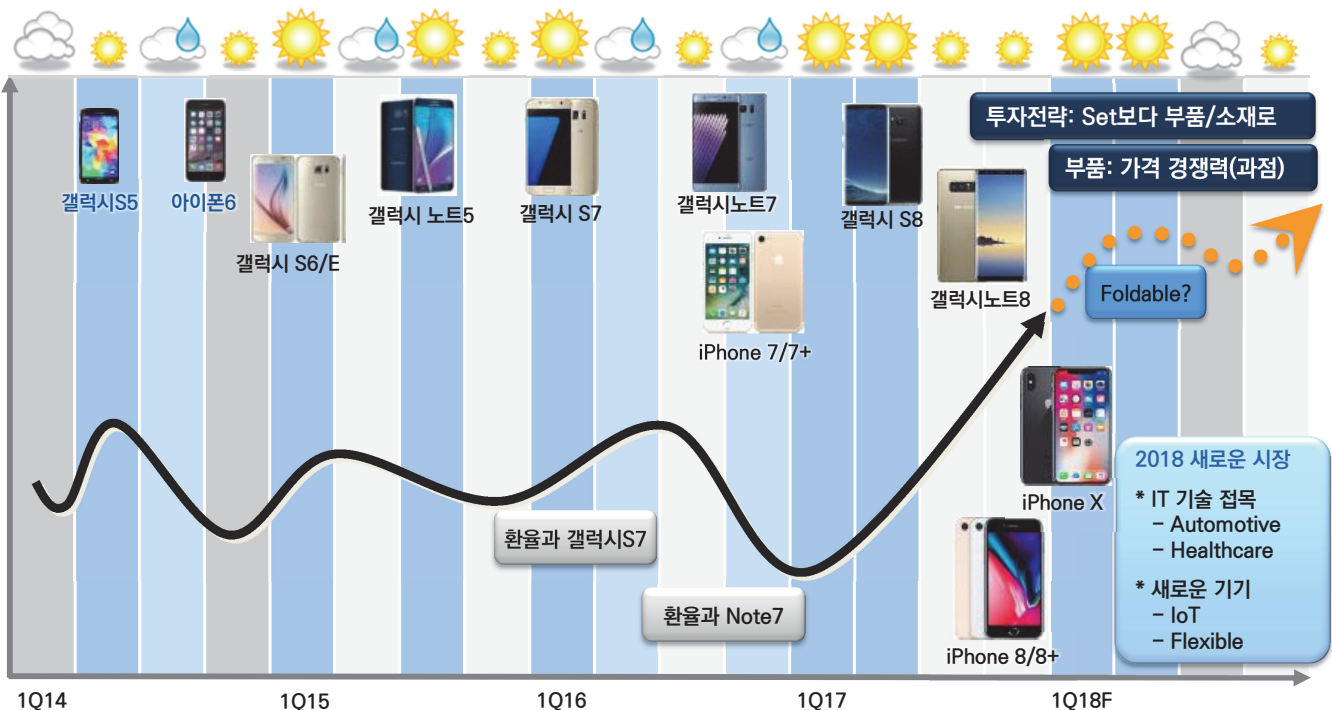 투자전략: Set보다 부품/소재로
부품: 가격 경쟁력(과점)
갤럭시S5
아이폰6
갤럭시 S6/E
갤럭시 노트5
갤럭시 S7
갤럭시노트7
iPhone 7/7+
갤럭시 S8
갤럭시노트8
Foldable?
iPhone X
iPhone 8/8+
환율과 갤럭시S7
환율과 Note7
2018 새로운 시장
* IT 기술 접목
– Automotive
– Healthcare
* 새로운 기기
– IoT
– Flexible
1Q14
1Q15
1Q16
1Q17
1Q18F